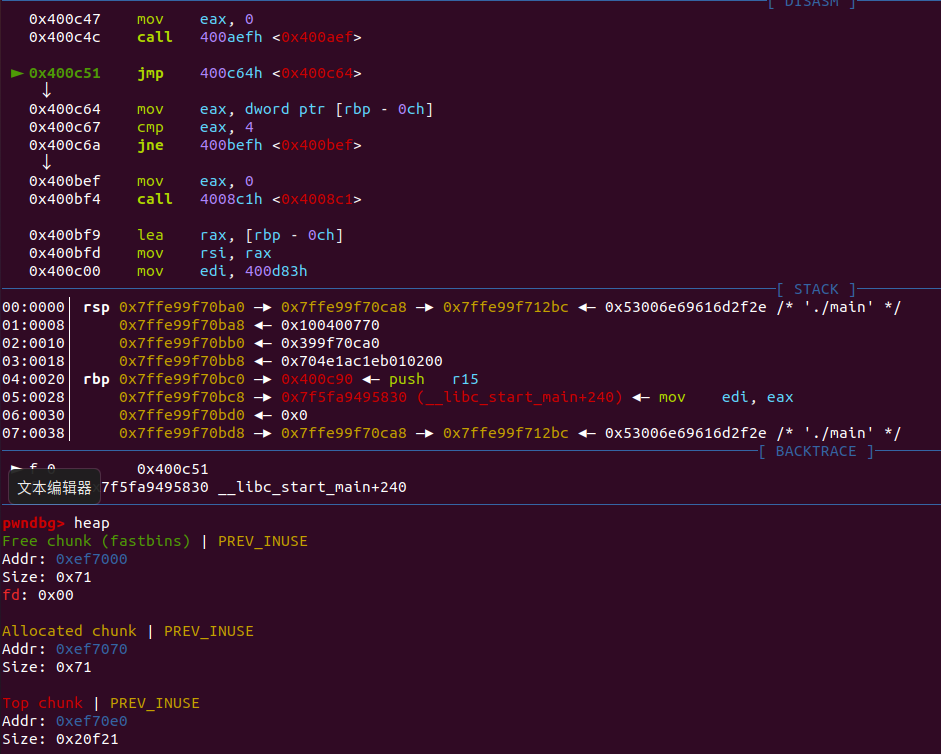 [ DISASM ]
0x400c47 mov eax, 0
0x400c4c call 400aefh <0x400aef>
► 0x400c51 jmp 400c64h <0x400c64>
↓
0x400c64 mov eax, dword ptr [rbp - 0ch]
0x400c67 cmp eax, 4
0x400c6a jne 400befh <0x400bef>
↓
0x400bef mov eax, 0
0x400bf4 call 4008c1h <0x4008c1>
0x400bf9 lea rax, [rbp - 0ch]
0x400bfd mov rsi, rax
0x400c00 mov edi, 400d83h
[ STACK ]
00:0000│ rsp 0x7ffe99f70ba0 —► 0x7ffe99f70ca8 —► 0x7ffe99f712bc ◄— 0x53006e69616d2f2e /* './main' */
01:0008│ 0x7ffe99f70ba8 ◄— 0x100400770
02:0010│ 0x7ffe99f70bb0 ◄— 0x399f70ca0
03:0018│ 0x7ffe99f70bb8 ◄— 0x704e1ac1eb010200
04:0020│ rbp 0x7ffe99f70bc0 —► 0x400c90 ◄— push r15
05:0028│ 0x7ffe99f70bc8 —► 0x7f5fa9495830 (__libc_start_main+240) ◄— mov edi, eax
06:0030│ 0x7ffe99f70bd0 ◄— 0x0
07:0038│ 0x7ffe99f70bd8 —► 0x7ffe99f70ca8 —► 0x7ffe99f712bc ◄— 0x53006e69616d2f2e /* './main' */
[ BACKTRACE ]
► f 0 0x400c51
文本编辑器 7f5fa9495830 __libc_start_main+240
pwndbg> heap
Free chunk (fastbins) | PREV_INUSE
Addr: 0xef7000
Size: 0x71
fd: 0x00
Allocated chunk | PREV_INUSE
Addr: 0xef7070
Size: 0x71
Top chunk | PREV_INUSE
Addr: 0xef70e0
Size: 0x20f21